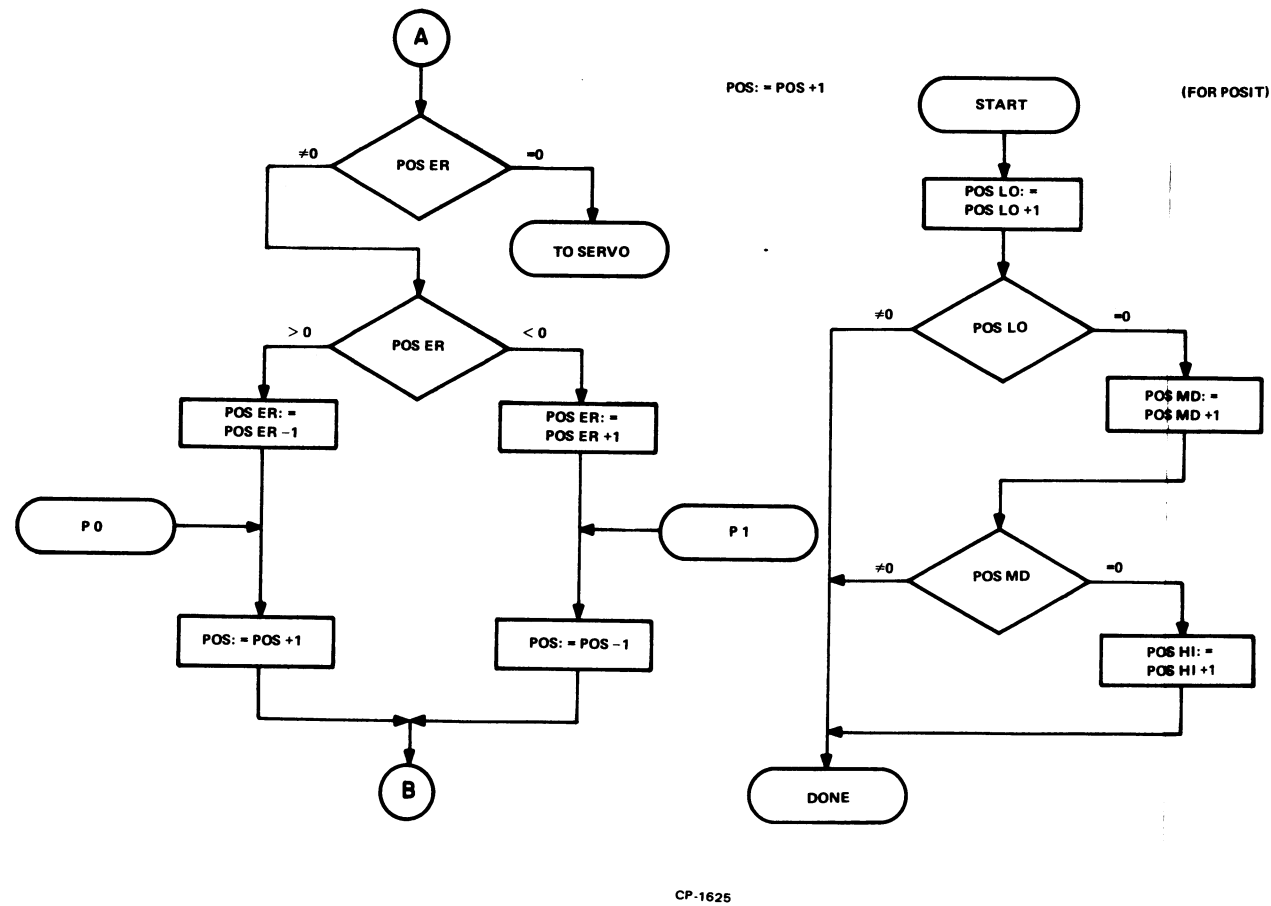 A
POS ER
≠0
=0
TO SERVO
POS ER
> 0
< 0
POS ER: =
POS ER –1
POS ER: =
POS ER +1
P 0
P 1
POS: = POS +1
POS: = POS –1
B
POS: = POS +1
(FOR POSIT)
START
POS LO: =
POS LO +1
POS LO
≠0
=0
POS MD: =
POS MD +1
POS MD
≠0
=0
POS HI: =
POS HI +1
DONE
CP-1625